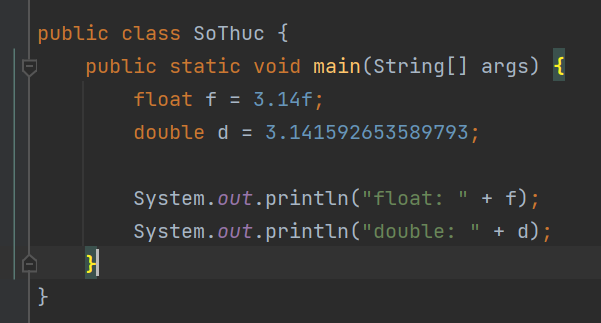 public class SoThuc {
    public static void main(String[] args) {
        float f = 3.14f;
        double d = 3.141592653589793;

        System.out.println("float: " + f);
        System.out.println("double: " + d);
    }
}